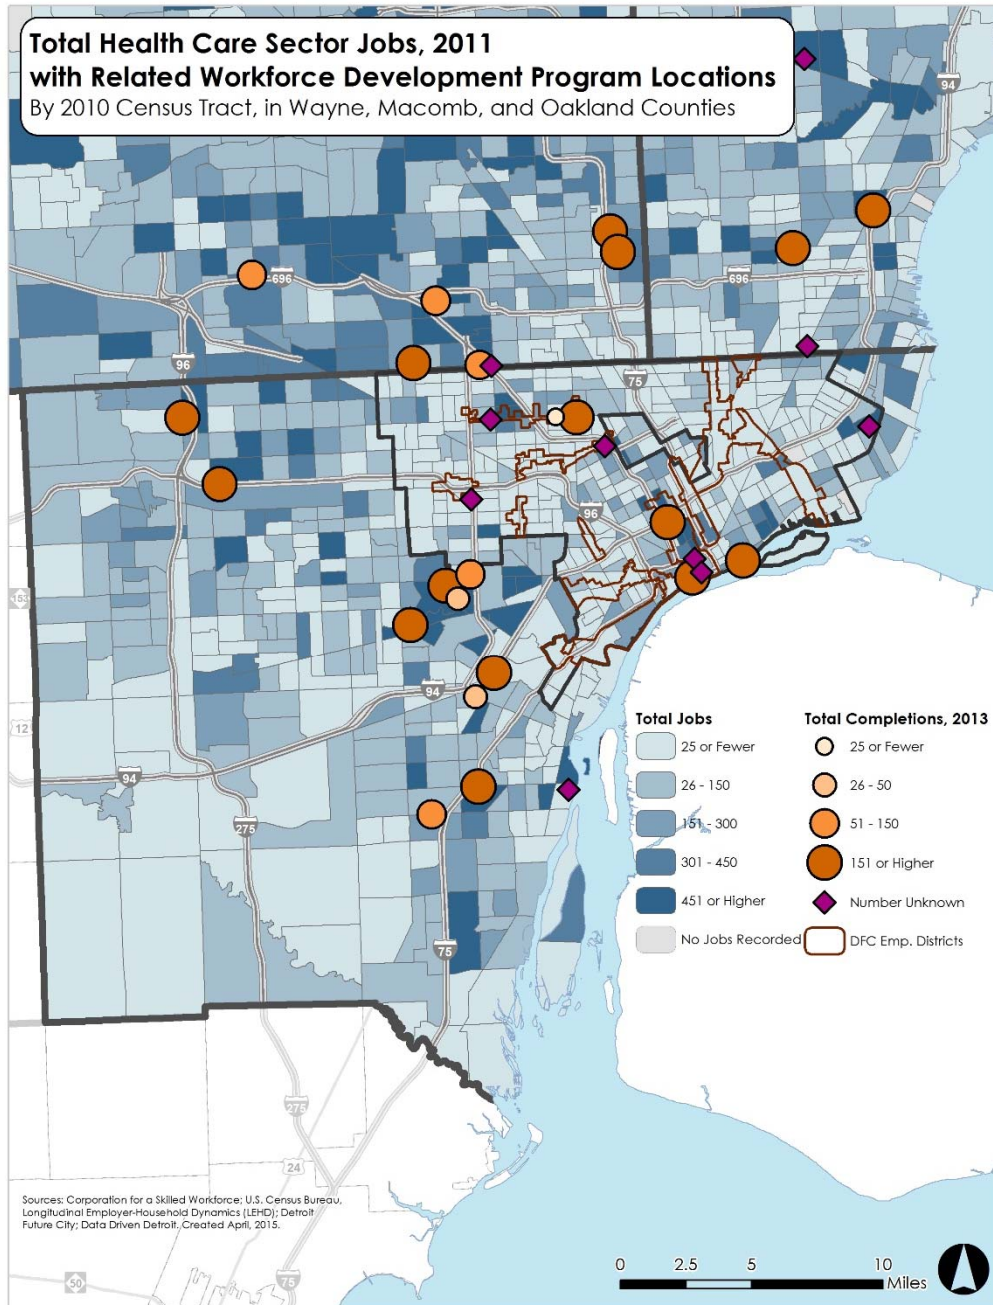 Total Health Care Sector Jobs, 2011
with Related Workforce Development Program Locations
By 2010 Census Tract, in Wayne, Macomb, and Oakland Counties
94
696
696
96
75
96
153
94
12
94
275
75
Total Jobs
25 or Fewer
26 - 150
151 - 300
301 - 450
451 or Higher
No Jobs Recorded
Total Completions, 2013
25 or Fewer
26 - 50
51 - 150
151 or Higher
Number Unknown
DFC Emp. Districts
275
24
50
75
Sources: Corporation for a Skilled Workforce; U.S. Census Bureau,
Longitudinal Employer-Household Dynamics (LEHD); Detroit
Future City; Data Driven Detroit. Created April, 2015.
0 2.5 5 10
Miles